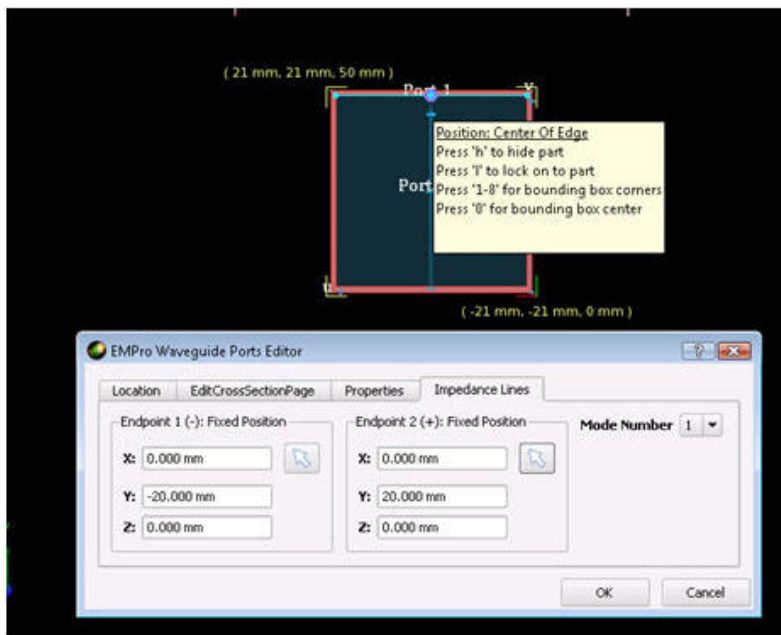 ( 21 mm, 21 mm, 50 mm )
Port 1
v
Position: Center Of Edge
Press 'h' to hide part
Press 'l' to lock on to part
Press '1-8' for bounding box corners
Press '0' for bounding box center
Port
u
( -21 mm, -21 mm, 0 mm )
EMPro Waveguide Ports Editor
Location EditCrossSectionPage Properties Impedance Lines
Endpoint 1 (-): Fixed Position Endpoint 2 (+): Fixed Position Mode Number 1
X: 0.000 mm X: 0.000 mm
Y: -20.000 mm Y: 20.000 mm
Z: 0.000 mm Z: 0.000 mm
OK Cancel